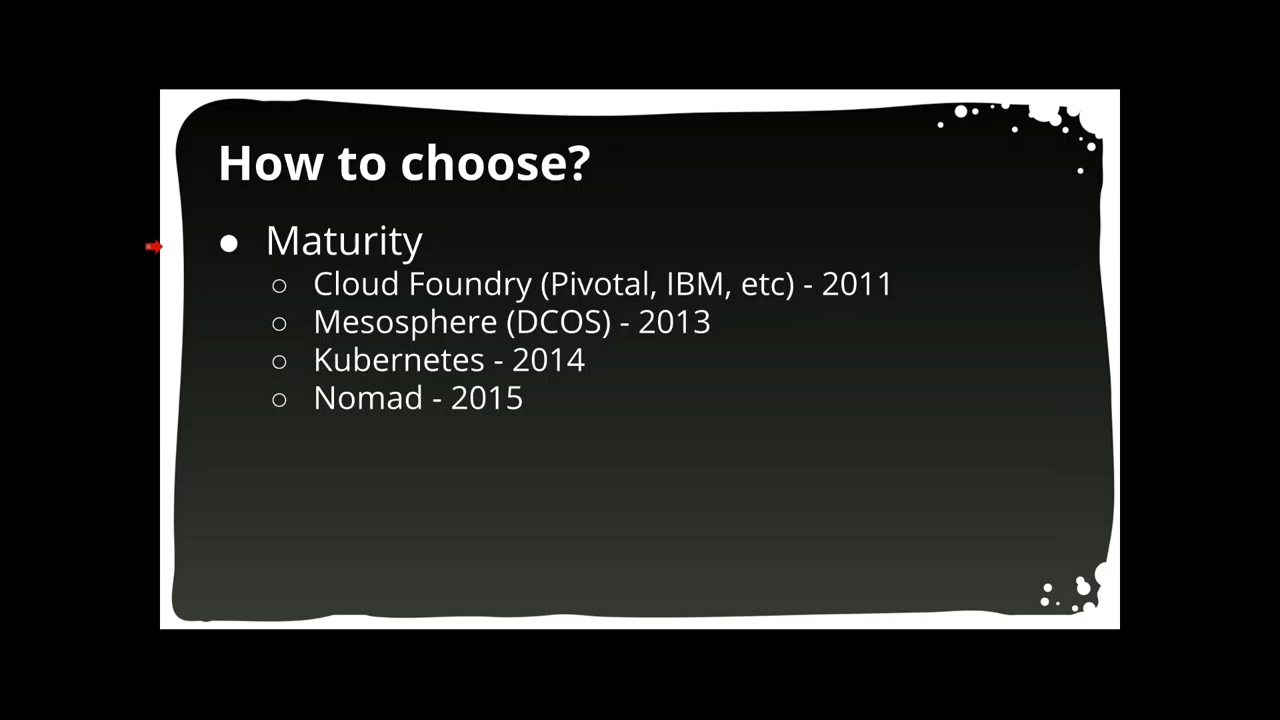 How to choose?
● Maturity
○ Cloud Foundry (Pivotal, IBM, etc) - 2011
○ Mesosphere (DCOS) - 2013
○ Kubernetes - 2014
○ Nomad - 2015